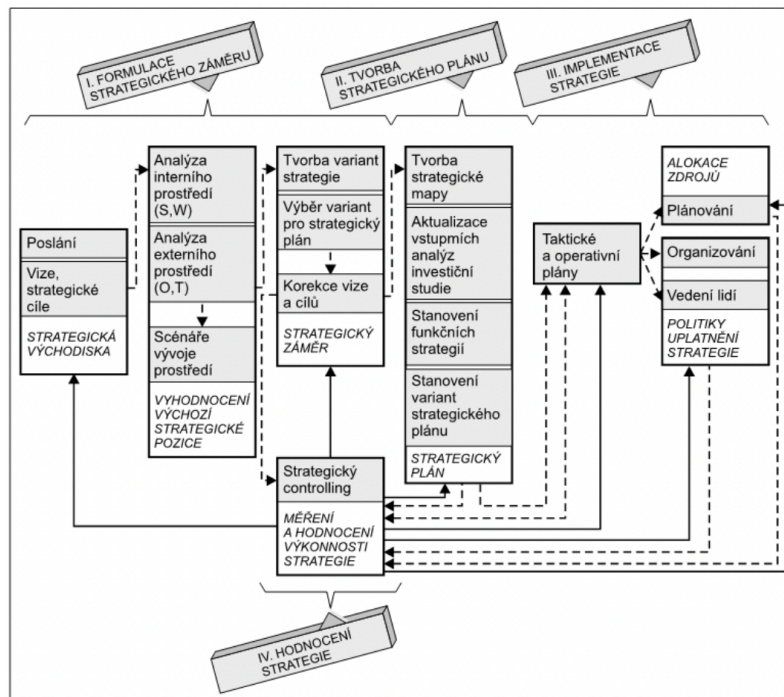 I. FORMULACE
STRATEGICKÉHO ZÁMĚRU
II. TVORBA
STRATEGICKÉHO PLÁNU
III. IMPLEMENTACE
STRATEGIE
Poslání
Vize,
strategické
cíle
STRATEGICKÁ
VÝCHODISKA
Analýza
interního
prostředí
(S,W)
Analýza
externího
prostředí
(O,T)
Scénáře
vývoje
prostředí
VYHODNOCENÍ
VÝCHOZÍ
STRATEGICKÉ
POZICE
Tvorba variant
strategie
Výběr variant
pro strategický
plán
Korekce vize
a cílů
STRATEGICKÝ
ZÁMĚR
Tvorba
strategické
mapy
Aktualizace
vstupmích
analýz
investiční
studie
Stanovení
funkčních
strategií
Stanovení
variant
strategického
plánu
STRATEGICKÝ
PLÁN
Taktické
a operativní
plány
ALOKACE
ZDROJŮ
Plánování
Organizování
Vedení lidí
POLITIKY
UPLATNĚNÍ
STRATEGIE
Strategický
controlling
MĚŘENÍ
A HODNOCENÍ
VÝKONNOSTI
STRATEGIE
IV. HODNOCENÍ
STRATEGIE